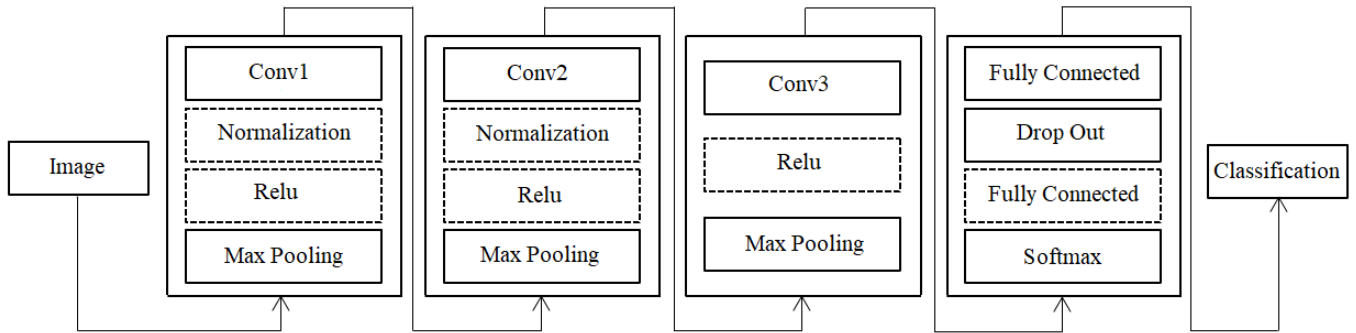 Image
Conv1
Normalization
Relu
Max Pooling
Conv2
Normalization
Relu
Max Pooling
Conv3
Relu
Max Pooling
Fully Connected
Drop Out
Fully Connected
Softmax
Classification